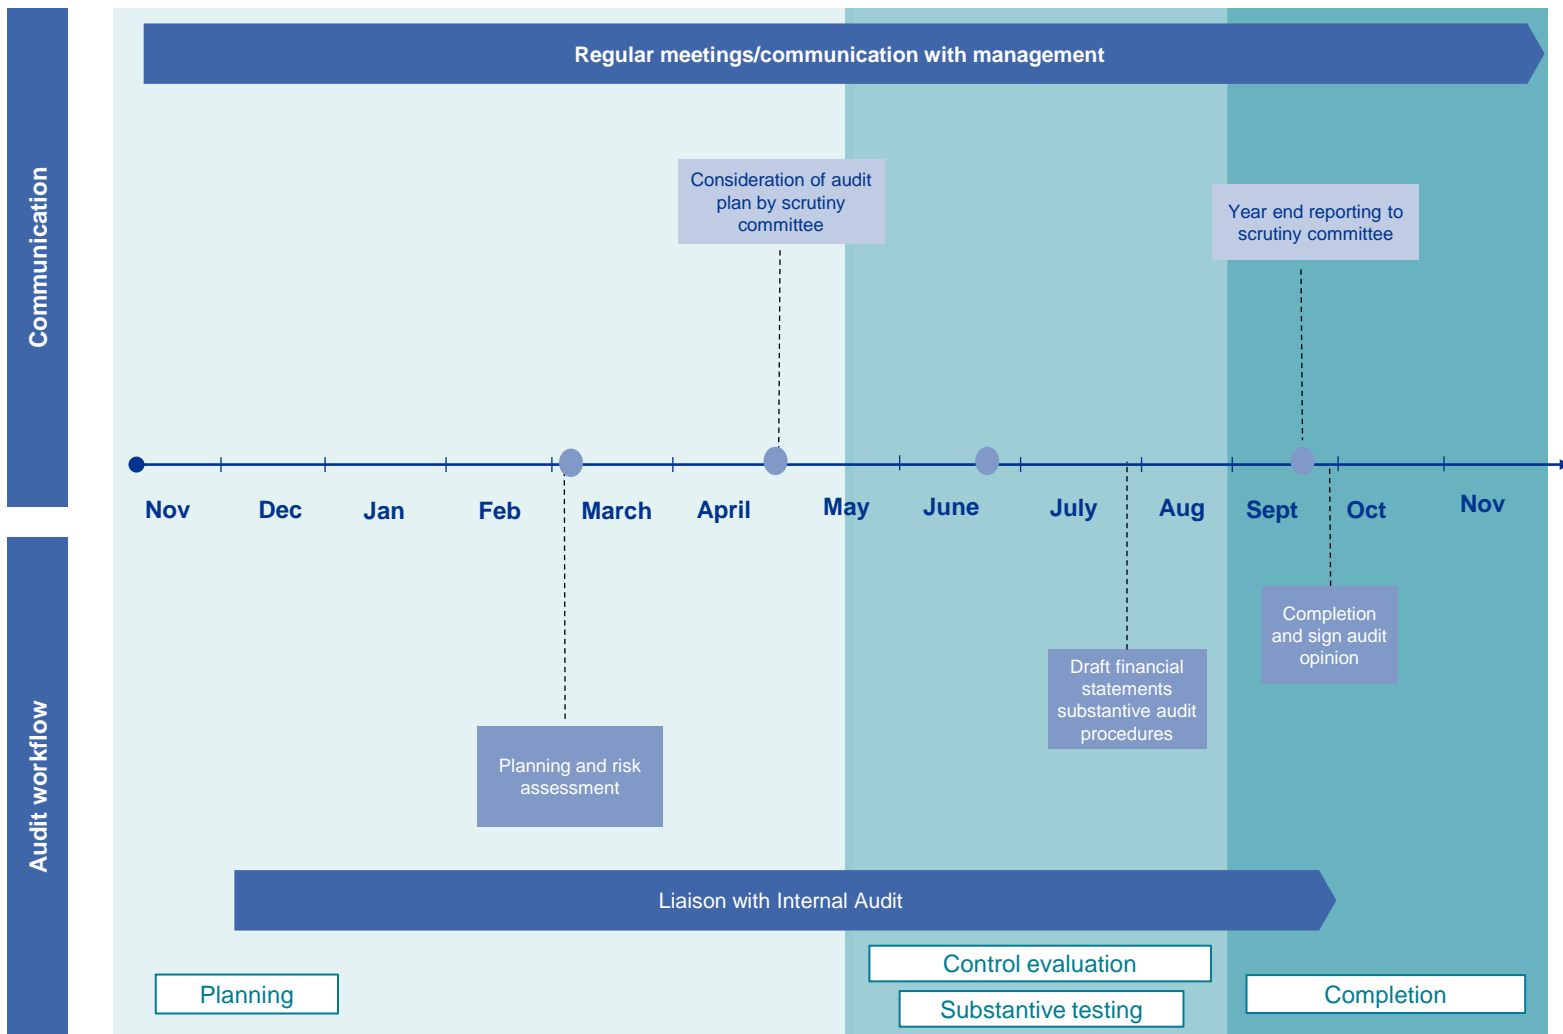 Communication
Regular meetings/communication with management
Consideration of audit
plan by scrutiny
committee
Year end reporting to
scrutiny committee
Nov Dec Jan Feb March April May June July Aug Sept Oct Nov
Audit workflow
Completion
and sign audit
opinion
Draft financial
statements
substantive audit
procedures
Planning and risk
assessment
Liaison with Internal Audit
Planning
Control evaluation
Substantive testing
Completion